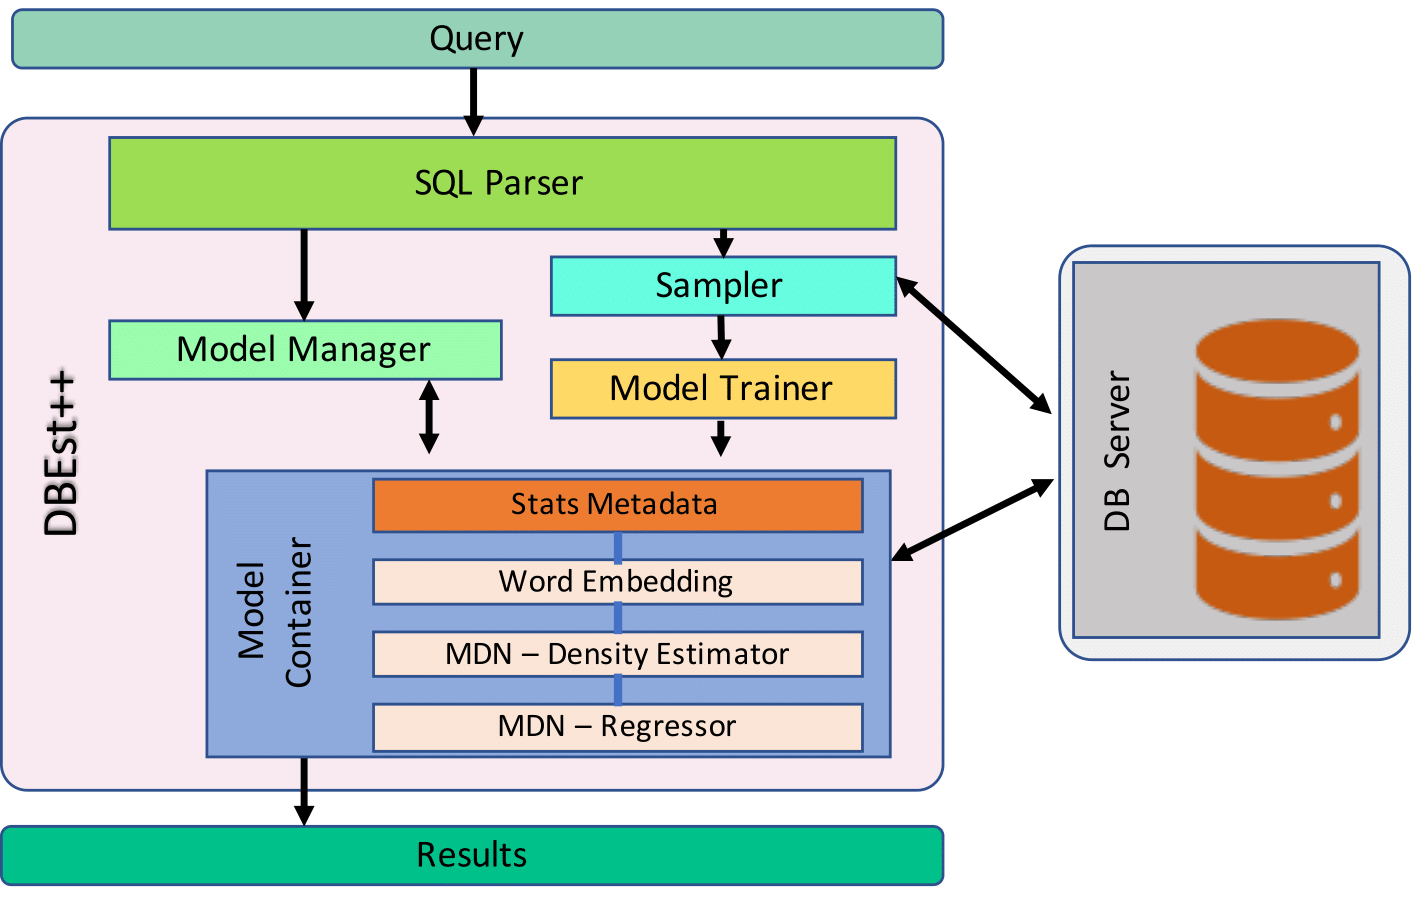 Query
SQL Parser
Sampler
Model Manager
Model Trainer
DBEst++
DB Server
Stats Metadata
Model
Container
Word Embedding
MDN – Density Estimator
MDN – Regressor
Results